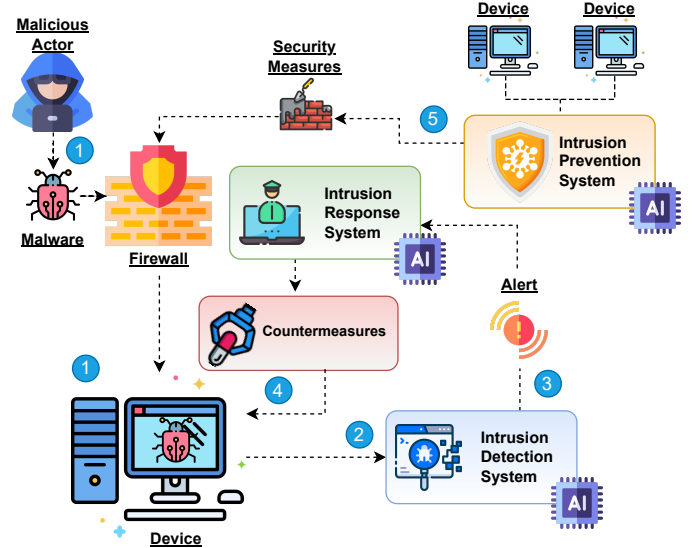 Malicious
Actor
1
Malware
Firewall
Security
Measures
Device
Device
5
Intrusion
Prevention
System
AI
Intrusion
Response
System
AI
Countermeasures
4
Alert
!
3
1
Device
2
Intrusion
Detection
System
AI